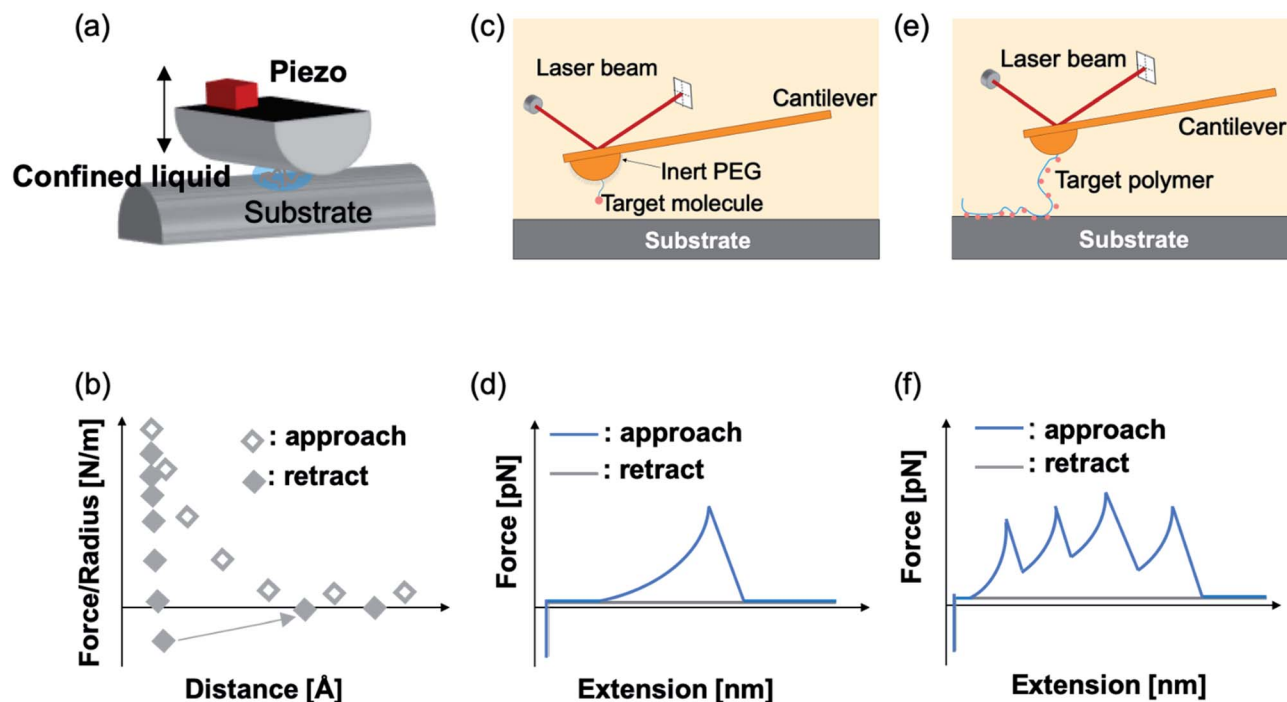 (a)
Piezo
Confined liquid
Substrate
(c)
Laser beam
Cantilever
Inert PEG
Target molecule
Substrate
(e)
Laser beam
Cantilever
Target polymer
Substrate
(b)
Force/Radius [N/m]
: approach
: retract
Distance [Å]
(d)
Force [pN]
: approach
: retract
Extension [nm]
(f)
Force [pN]
: approach
: retract
Extension [nm]